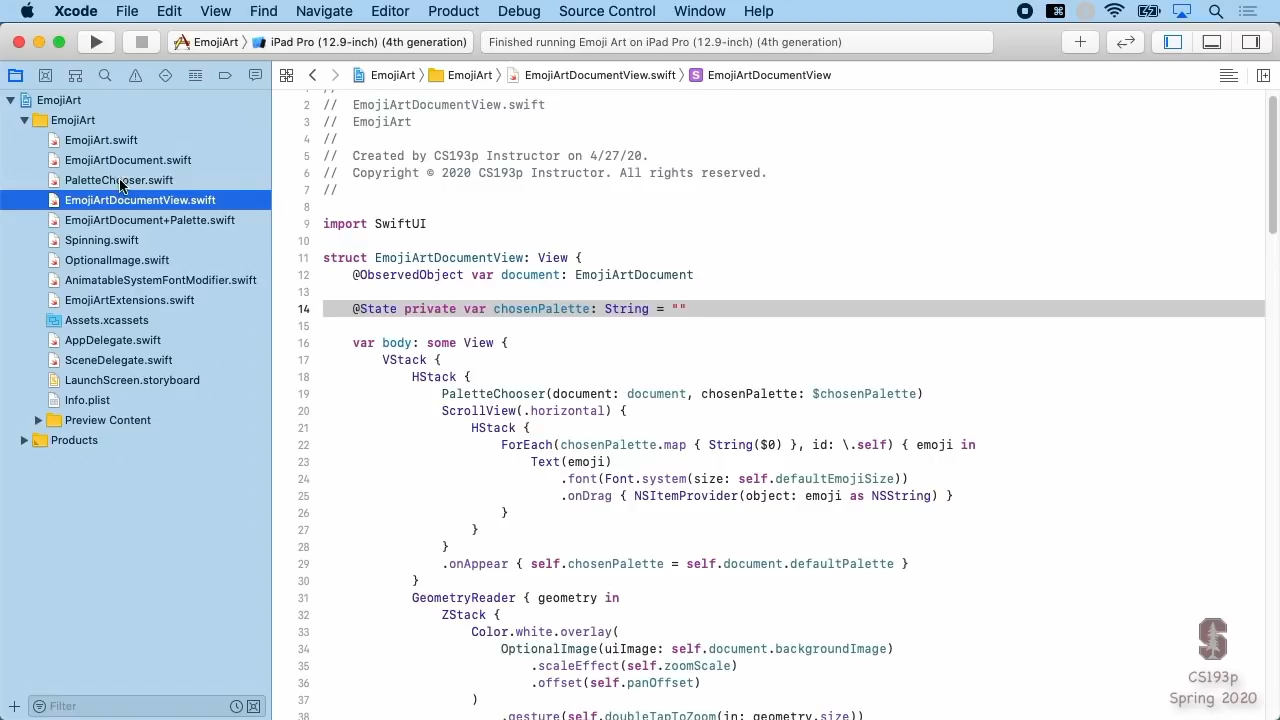 Xcode File Edit View Find Navigate Editor Product Debug Source Control Window Help
EmojiArt 〉 iPad Pro (12.9-inch) (4th generation) Finished running Emoji Art on iPad Pro (12.9-inch) (4th generation)
EmojiArt 〉 EmojiArt 〉 EmojiArtDocumentView.swift 〉 S EmojiArtDocumentView
EmojiArt
EmojiArt
EmojiArt.swift
EmojiArtDocument.swift
PaletteChooser.swift
EmojiArtDocumentView.swift
EmojiArtDocument+Palette.swift
Spinning.swift
OptionalImage.swift
AnimatableSystemFontModifier.swift
EmojiArtExtensions.swift
Assets.xcassets
AppDelegate.swift
SceneDelegate.swift
LaunchScreen.storyboard
Info.plist
Preview Content
Products
Filter
1 //
2 // EmojiArtDocumentView.swift
3 // EmojiArt
4 //
5 // Created by CS193p Instructor on 4/27/20.
6 // Copyright © 2020 CS193p Instructor. All rights reserved.
7 //
8
9 import SwiftUI
10
11 struct EmojiArtDocumentView: View {
12 @ObservedObject var document: EmojiArtDocument
13
14 @State private var chosenPalette: String = ""
15
16 var body: some View {
17 VStack {
18 HStack {
19 PaletteChooser(document: document, chosenPalette: $chosenPalette)
20 ScrollView(.horizontal) {
21 HStack {
22 ForEach(chosenPalette.map { String($0) }, id: \.self) { emoji in
23 Text(emoji)
24 .font(Font.system(size: self.defaultEmojiSize))
25 .onDrag { NSItemProvider(object: emoji as NSString) }
26 }
27 }
28 }
29 .onAppear { self.chosenPalette = self.document.defaultPalette }
30 }
31 GeometryReader { geometry in
32 ZStack {
33 Color.white.overlay(
34 OptionalImage(uiImage: self.document.backgroundImage)
35 .scaleEffect(self.zoomScale)
36 .offset(self.panOffset)
37 )
38 .gesture(self.doubleTapToZoom(in: geometry.size))
CS193p
Spring 2020